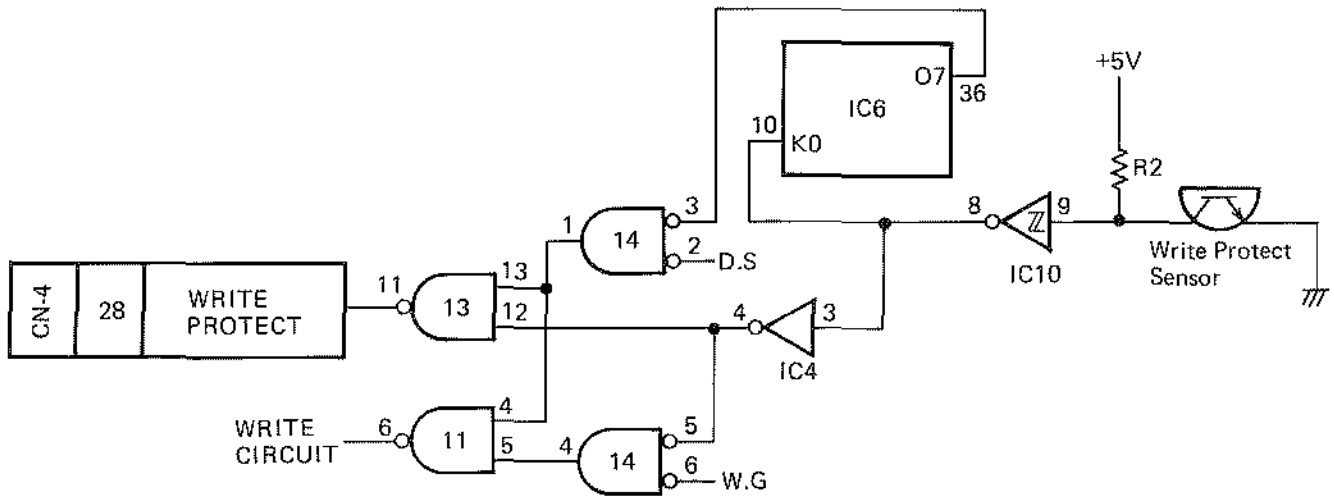 O7
36
+5V
IC6
10
K0
R2
3
1
14
2
D.S
8
Z
9
IC10
Write Protect
Sensor
CN-4
28
WRITE
PROTECT
11
13
13
12
4
3
IC4
WRITE
CIRCUIT
6
11
4
5
4
14
5
6
W.G